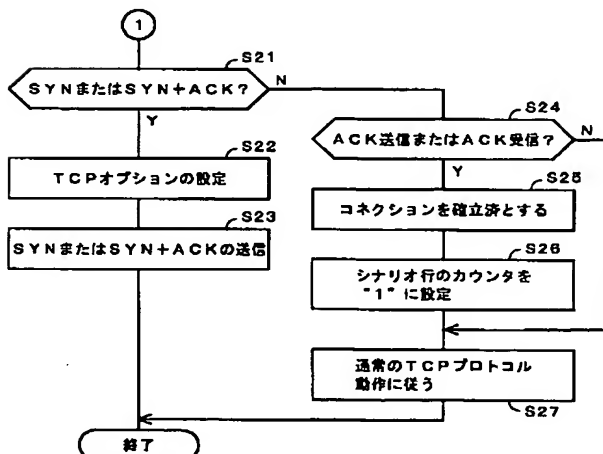 1
S21
SYNまたはSYN+ACK?
N
Y
S22
TCPオプションの設定
S23
SYNまたはSYN+ACKの送信
S24
ACK送信またはACK受信?
N
Y
S25
コネクションを確立済とする
S26
シナリオ行のカウンタを
"1"に設定
通常のTCPプロトコル
動作に従う
S27
終了